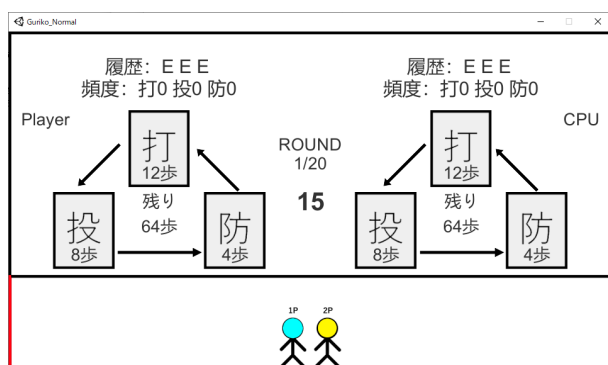 Guriko_Normal
履歴: E E E
頻度: 打0 投0 防0
Player
打
12歩
投
8歩
残り
64歩
防
4歩
ROUND
1/20
15
履歴: E E E
頻度: 打0 投0 防0
CPU
打
12歩
投
8歩
残り
64歩
防
4歩
1P
2P